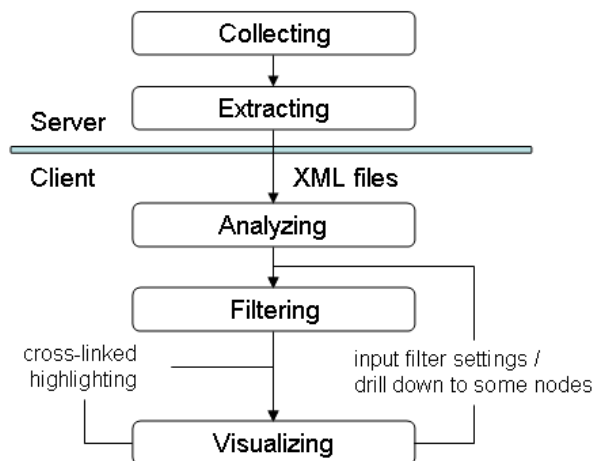 Collecting
Extracting
Server
Client
XML files
Analyzing
Filtering
cross-linked
highlighting
input filter settings /
drill down to some nodes
Visualizing